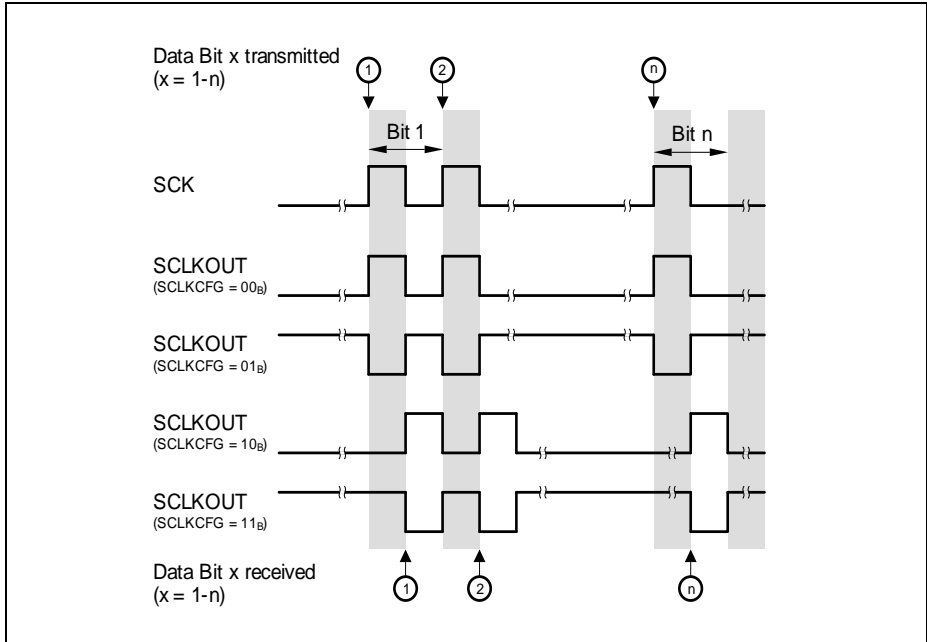 Data Bit x transmitted
(x = 1-n)
1
2
n
Bit 1
Bit n
SCK
SCLKOUT
(SCLKCFG = 00B)
SCLKOUT
(SCLKCFG = 01B)
SCLKOUT
(SCLKCFG = 10B)
SCLKOUT
(SCLKCFG = 11B)
Data Bit x received
(x = 1-n)
1
2
n